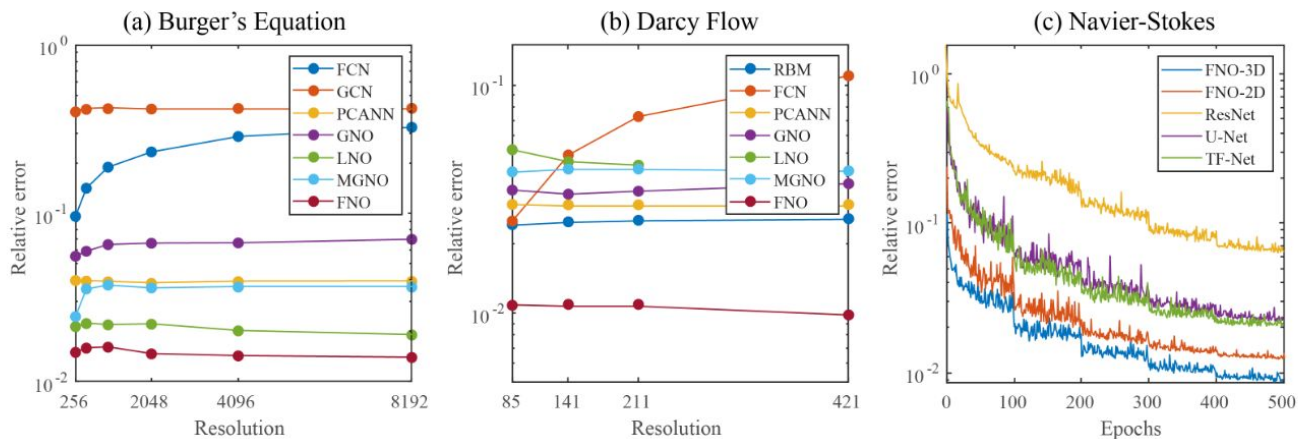 (a) Burger's Equation
10^0
10^-1
10^-2
Relative error
FCN
GCN
PCANN
GNO
LNO
MGNO
FNO
256 2048 4096 8192
Resolution
(b) Darcy Flow
10^-1
10^-2
Relative error
RBM
FCN
PCANN
GNO
LNO
MGNO
FNO
85 141 211 421
Resolution
(c) Navier-Stokes
10^0
10^-1
10^-2
Relative error
FNO-3D
FNO-2D
ResNet
U-Net
TF-Net
0 100 200 300 400 500
Epochs